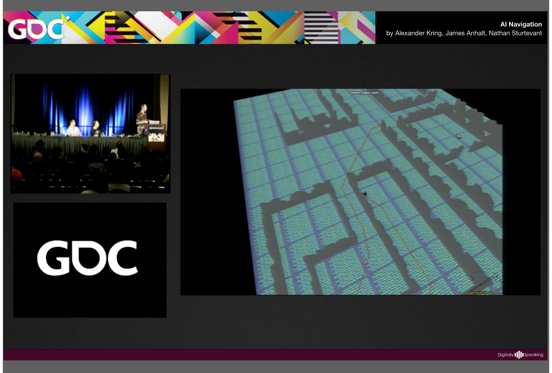 GDC
AI Navigation
by Alexander Kring, James Anhalt, Nathan Sturtevant
GDC
Digitally Speaking